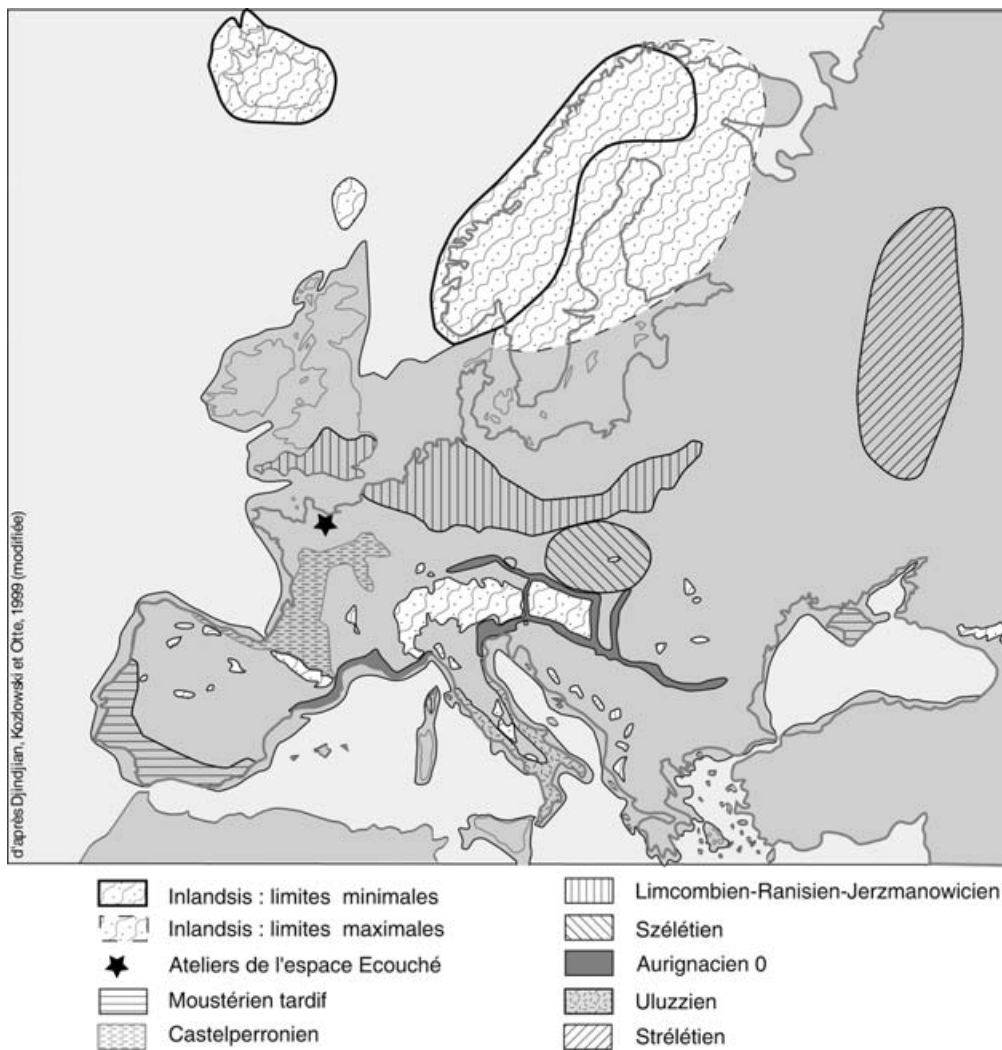 d'après Djindjian, Kozlowski et Otte, 1999 (modifiée)
Inlandsis : limites minimales
Inlandsis : limites maximales
Ateliers de l'espace Ecouché
Moustérien tardif
Castelperronien
Limcombien-Ranisien-Jerzmanowicien
Szélétien
Aurignacien 0
Uluzzien
Strélétien